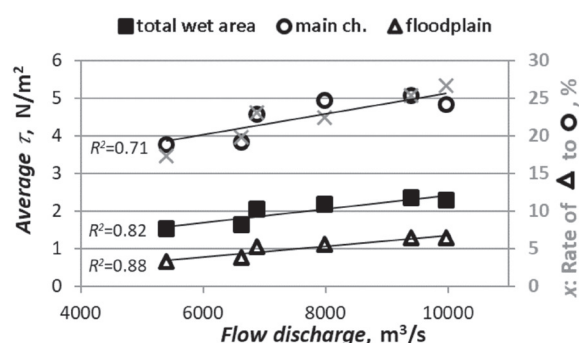 ■ total wet area ○ main ch. △ floodplain
Average τ, N/m²
6
5
4
3
2
1
0
R²=0.71
R²=0.82
R²=0.88
30
25
20
15
10
5
0
x: Rate of △ to ○, %
4000 6000 8000 10000
Flow discharge, m³/s